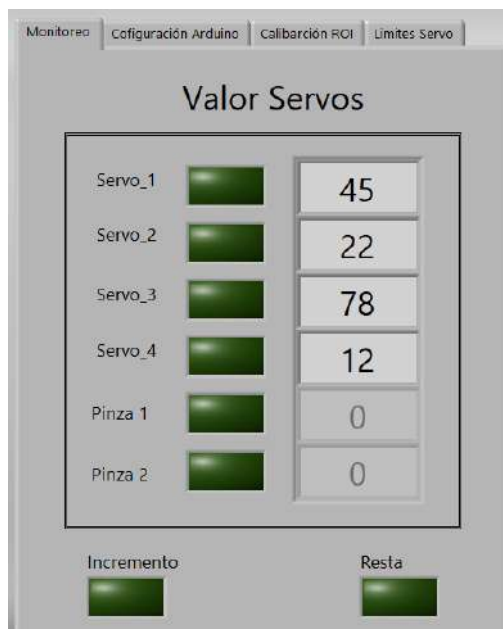 Monitoreo Cofiguración Arduino Calibarción ROI Limites Servo
Valor Servos
Servo_1 45
Servo_2 22
Servo_3 78
Servo_4 12
Pinza 1 0
Pinza 2 0
Incremento Resta